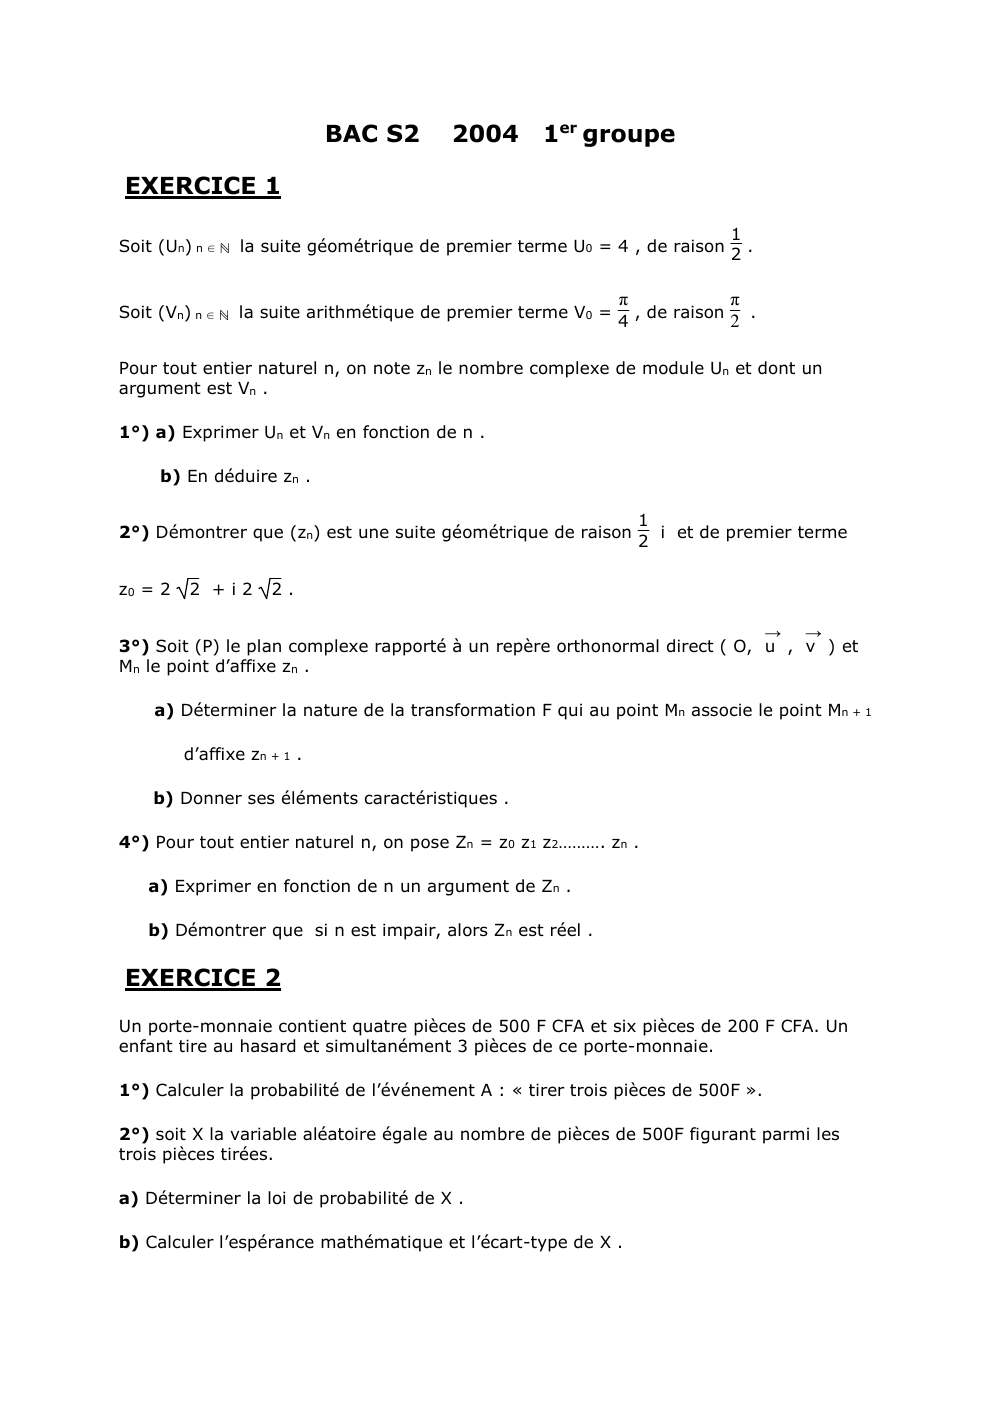 BAC S2 2004 1er groupe
EXERCICE 1
Soit (Un) n ∈ ℕ la suite géométrique de premier terme U0 = 4 , de raison 1/2 .
Soit (Vn) n ∈ ℕ la suite arithmétique de premier terme V0 = π/4 , de raison π/2 .
Pour tout entier naturel n, on note zn le nombre complexe de module Un et dont un
argument est Vn .
1°) a) Exprimer Un et Vn en fonction de n .
b) En déduire zn .
2°) Démontrer que (zn) est une suite géométrique de raison 1/2 i et de premier terme
z0 = 2 √2 + i 2 √2 .
3°) Soit (P) le plan complexe rapporté à un repère orthonormal direct ( O, u⃗ , v⃗ ) et
Mn le point d’affixe zn .
a) Déterminer la nature de la transformation F qui au point Mn associe le point Mn + 1
d’affixe zn + 1 .
b) Donner ses éléments caractéristiques .
4°) Pour tout entier naturel n, on pose Zn = z0 z1 z2………. zn .
a) Exprimer en fonction de n un argument de Zn .
b) Démontrer que si n est impair, alors Zn est réel .
EXERCICE 2
Un porte-monnaie contient quatre pièces de 500 F CFA et six pièces de 200 F CFA. Un
enfant tire au hasard et simultanément 3 pièces de ce porte-monnaie.
1°) Calculer la probabilité de l’événement A : « tirer trois pièces de 500F ».
2°) soit X la variable aléatoire égale au nombre de pièces de 500F figurant parmi les
trois pièces tirées.
a) Déterminer la loi de probabilité de X .
b) Calculer l’espérance mathématique et l’écart-type de X .